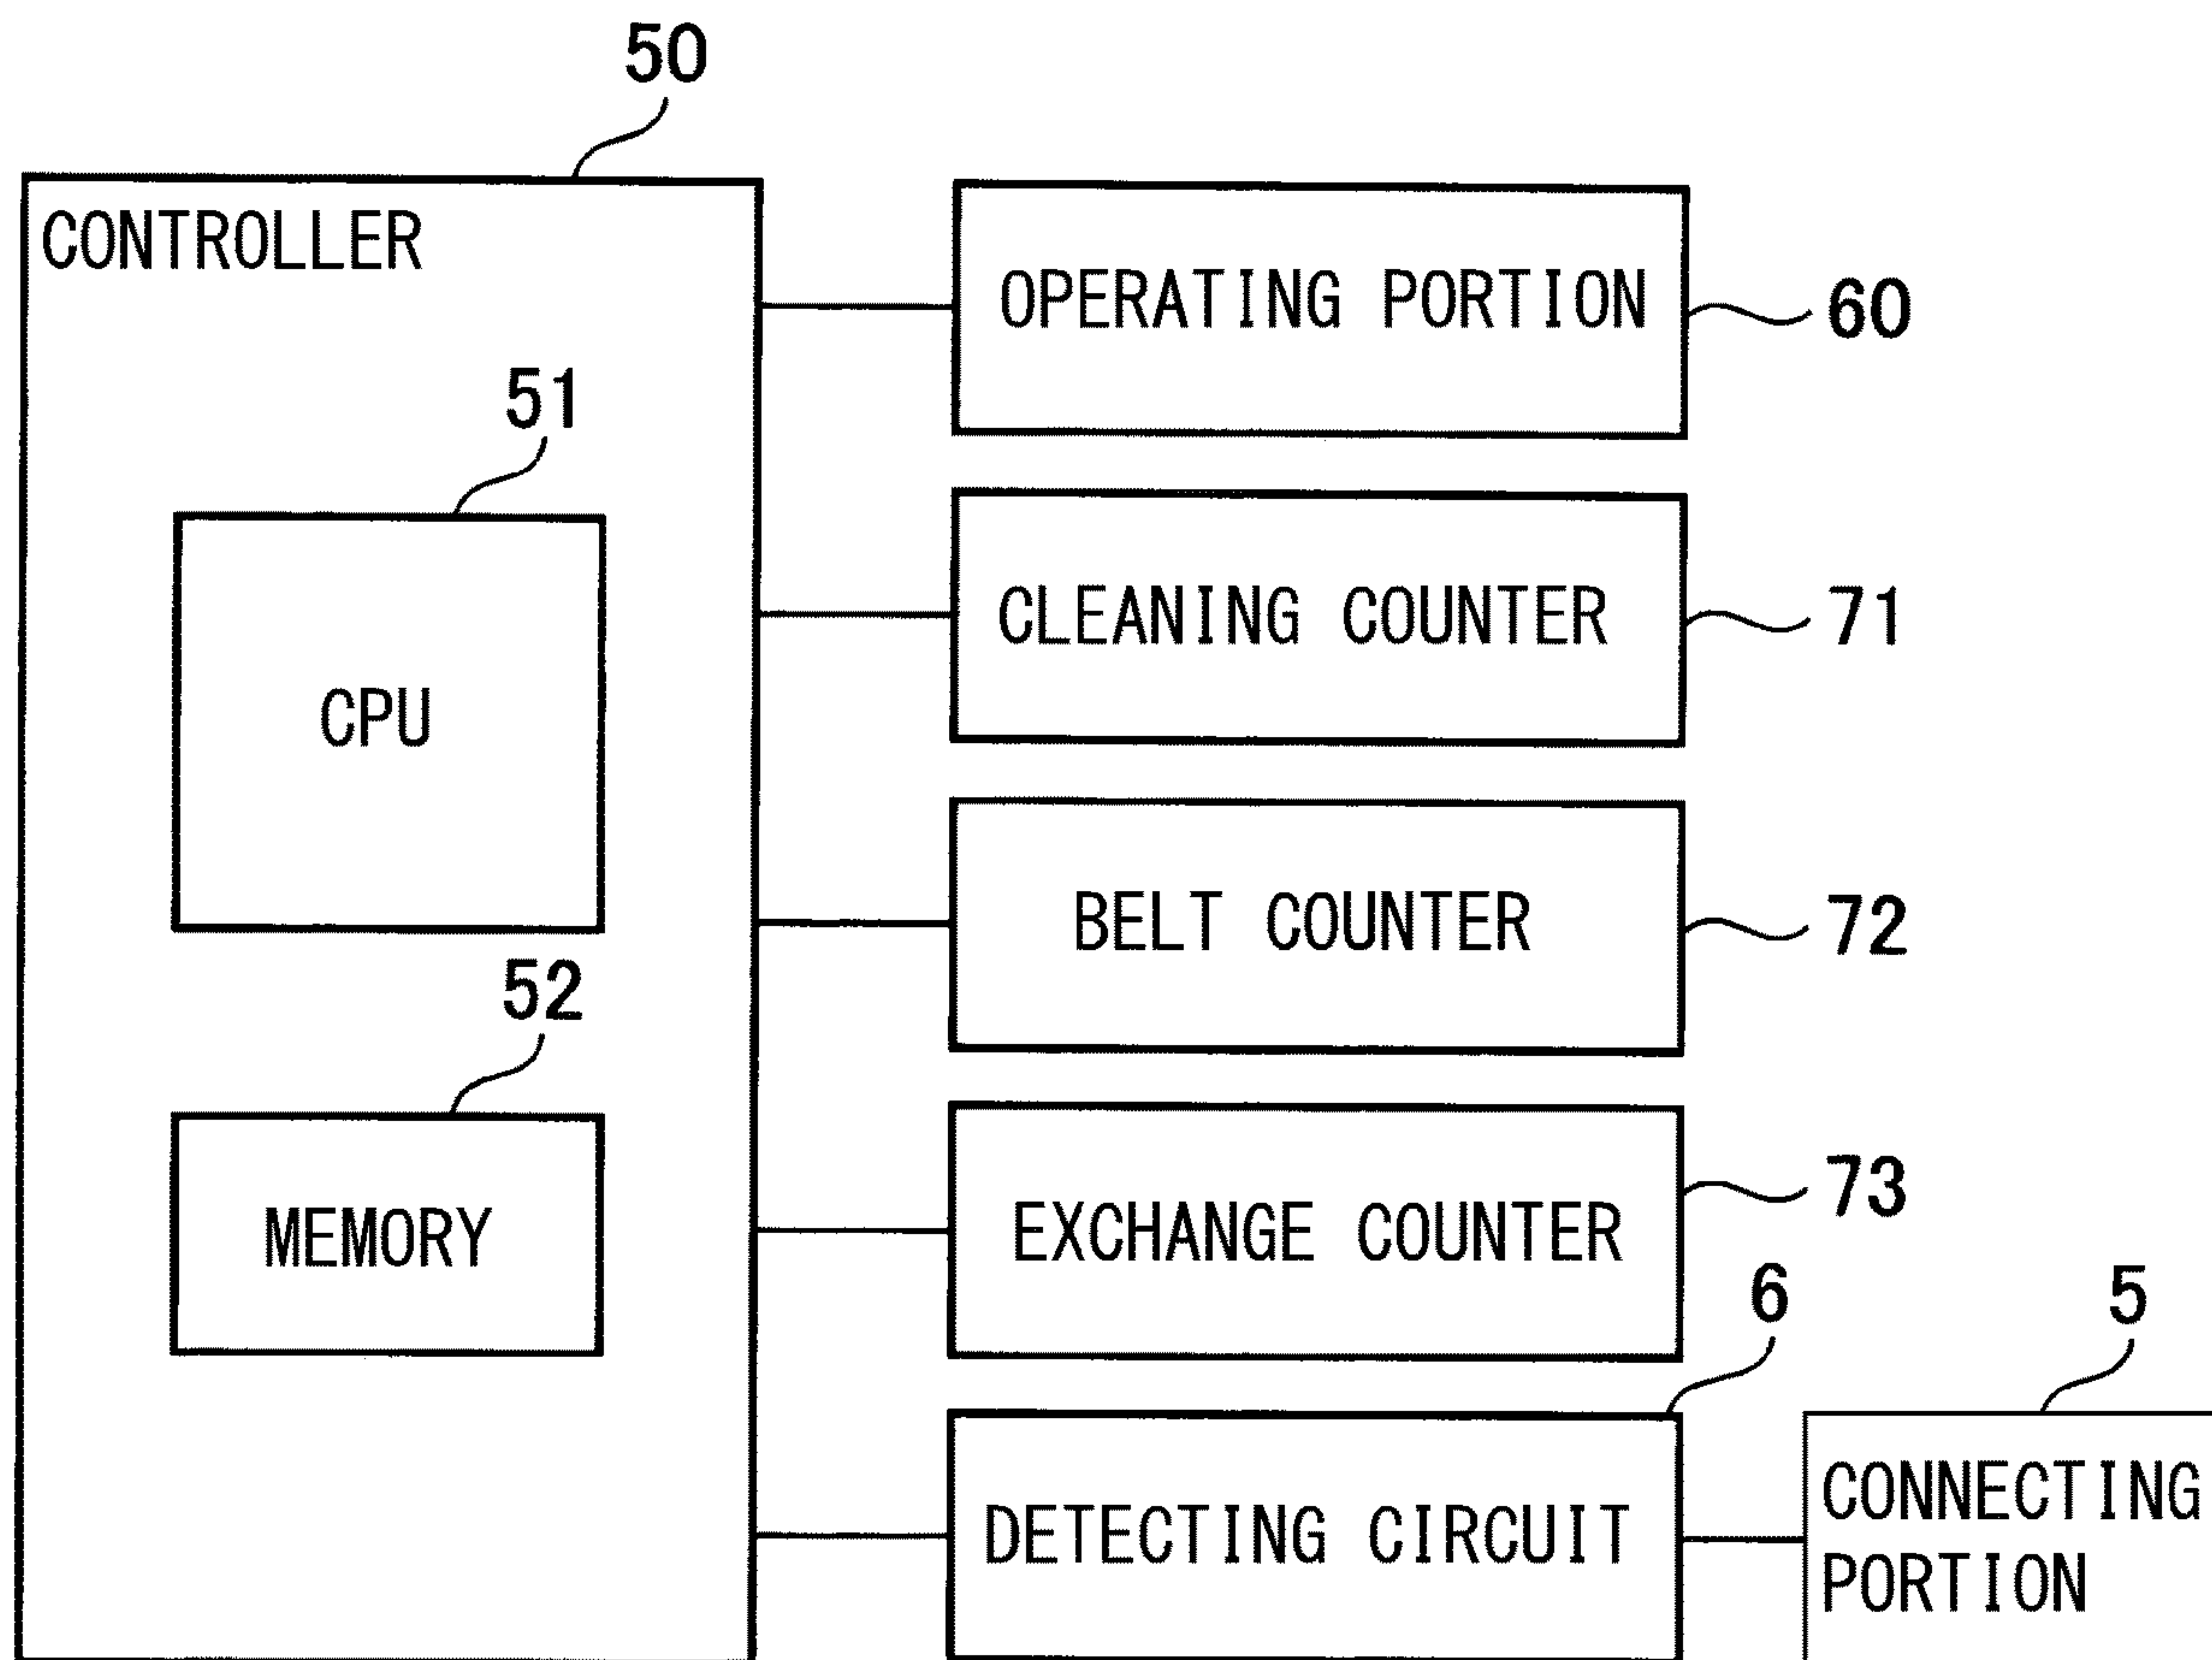 50
CONTROLLER
OPERATING PORTION
60
51
CPU
CLEANING COUNTER
71
BELT COUNTER
72
52
MEMORY
EXCHANGE COUNTER
73
6
5
DETECTING CIRCUIT
CONNECTING
PORTION